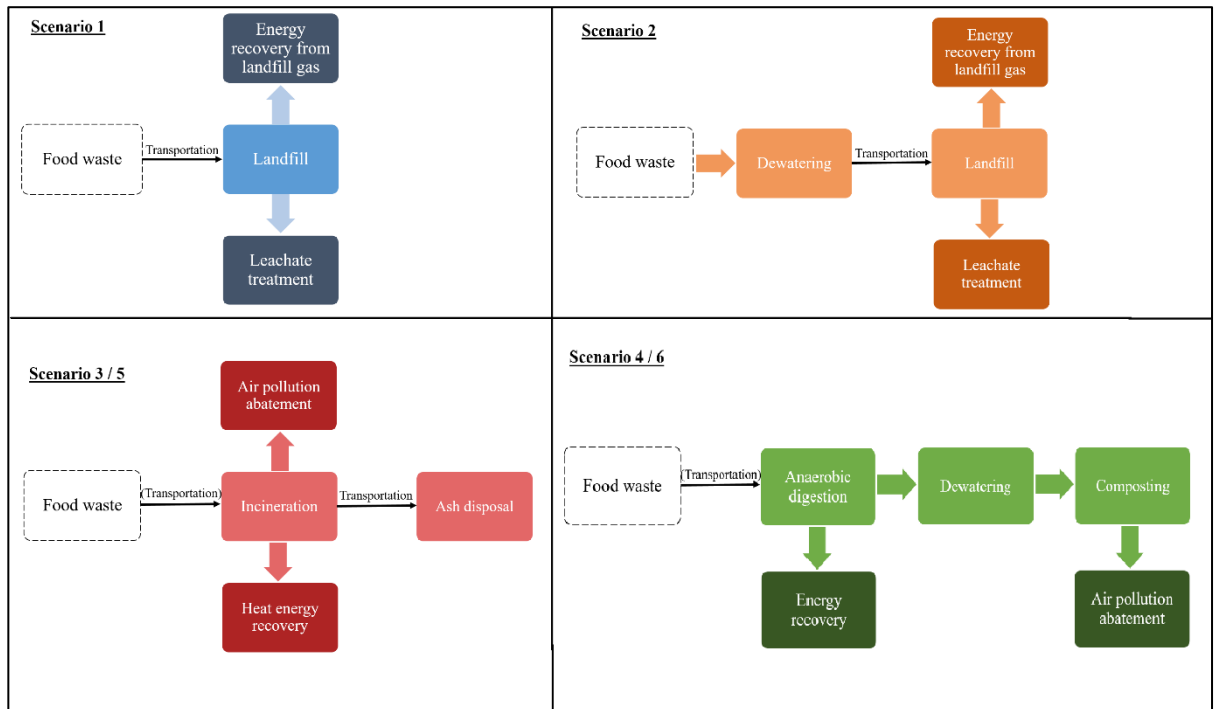 Scenario 1
Energy
recovery from
landfill gas
Food waste
Transportation
Landfill
Leachate
treatment
Scenario 2
Energy
recovery from
landfill gas
Food waste
Dewatering
Transportation
Landfill
Leachate
treatment
Scenario 3 / 5
Air pollution
abatement
Food waste
(Transportation)
Incineration
Transportation
Ash disposal
Heat energy
recovery
Scenario 4 / 6
Food waste
(Transportation)
Anaerobic
digestion
Dewatering
Composting
Energy
recovery
Air pollution
abatement